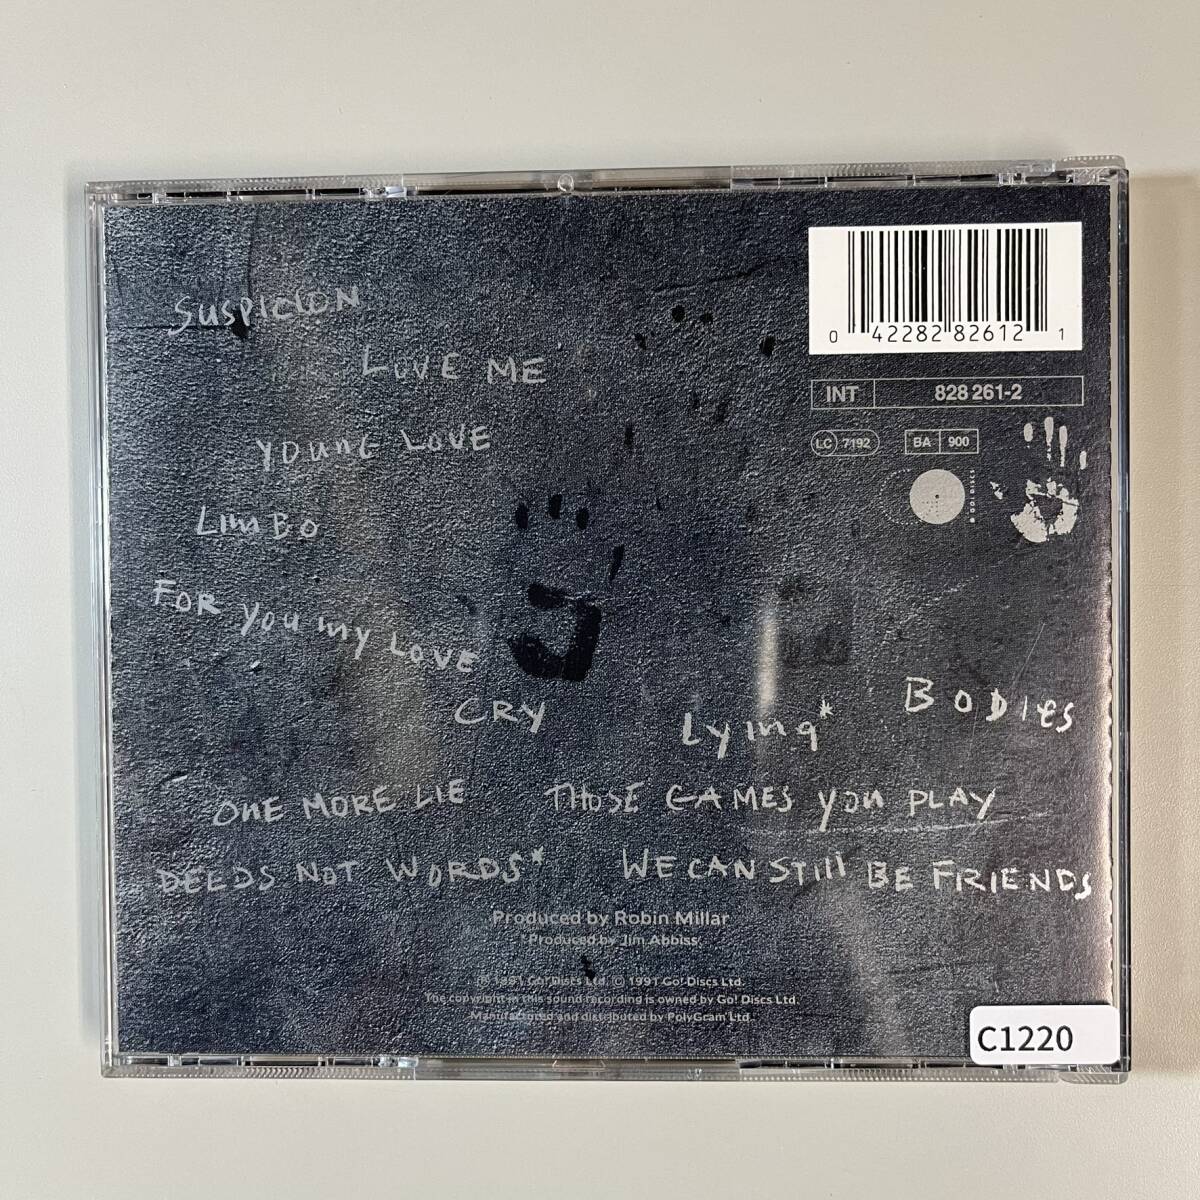 SUSPICION
LOVE ME
YOUNG LOVE
LIMBO
FOR YOU MY LOVE
CRY
Lying*
BODIES
ONE MORE LIE
THOSE GAMES YOU PLAY
DEEDS NOT WORDS*
WE CAN STILL BE FRIENDS
Produced by Robin Millar
*Produced by Jim Abbiss
℗ 1991 Go! Discs Ltd. © 1991 Go! Discs Ltd.
The copyright in this sound recording is owned by Go! Discs Ltd.
Manufactured and distributed by PolyGram Ltd.
0 42282 82612 1
INT 828 261-2
LC 7192 BA 900
GO! DISCS
C1220